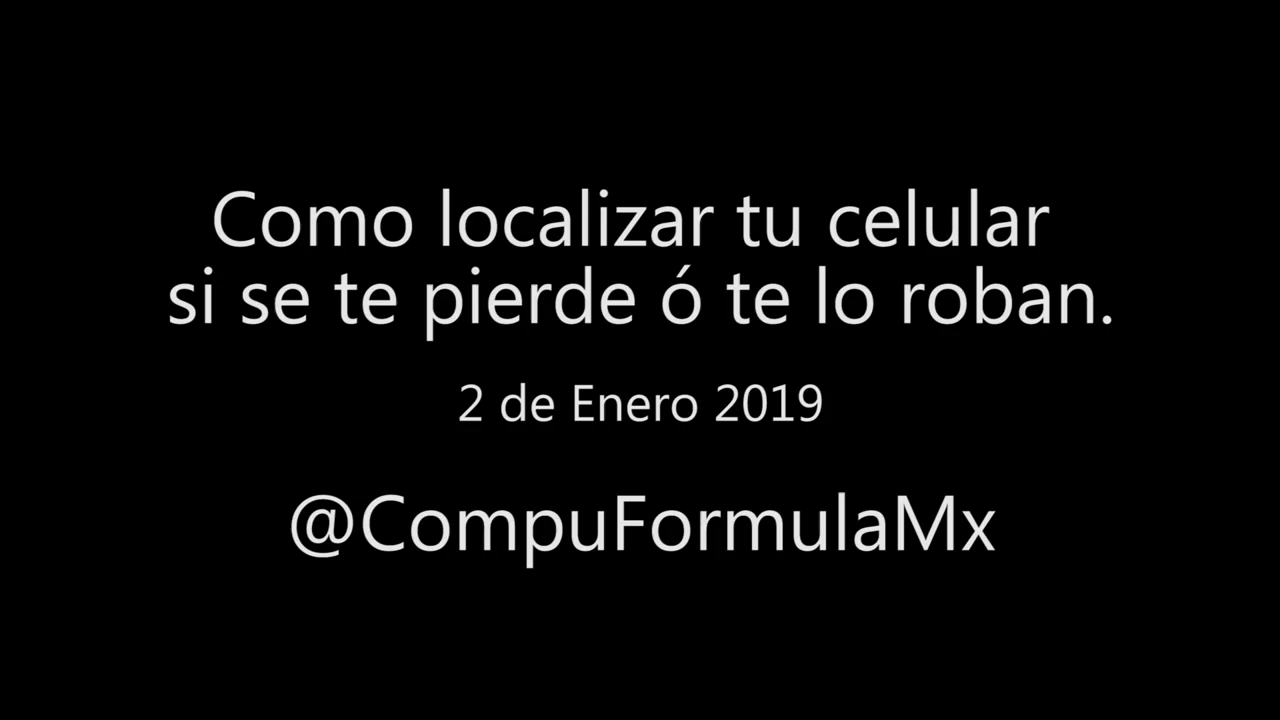 Como localizar tu celular
si se te pierde ó te lo roban.
2 de Enero 2019
@CompuFormulaMx